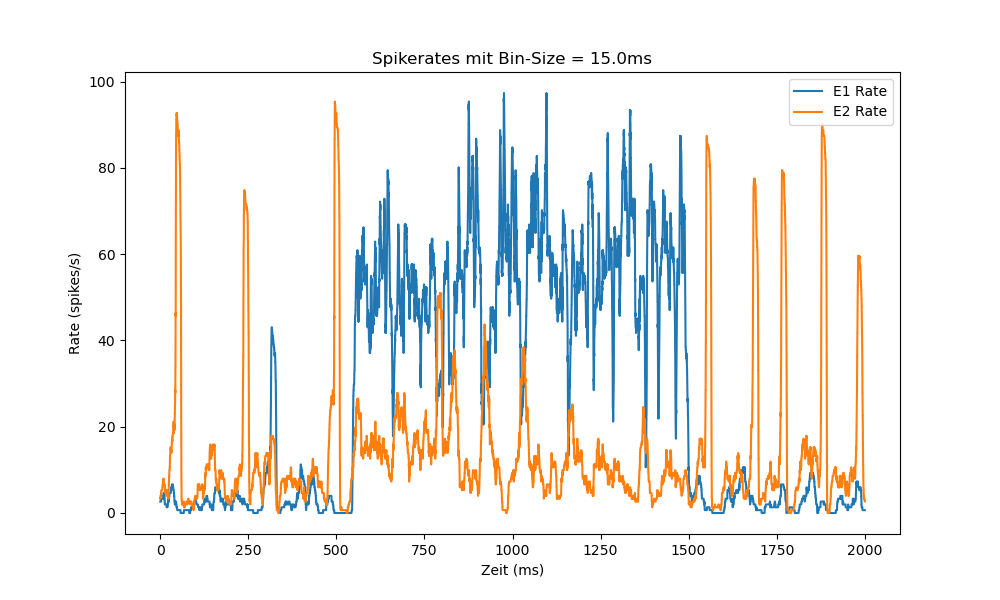 Spikerates mit Bin-Size = 15.0ms
E1 Rate
E2 Rate
100
80
60
40
20
0
Rate (spikes/s)
0 250 500 750 1000 1250 1500 1750 2000
Zeit (ms)